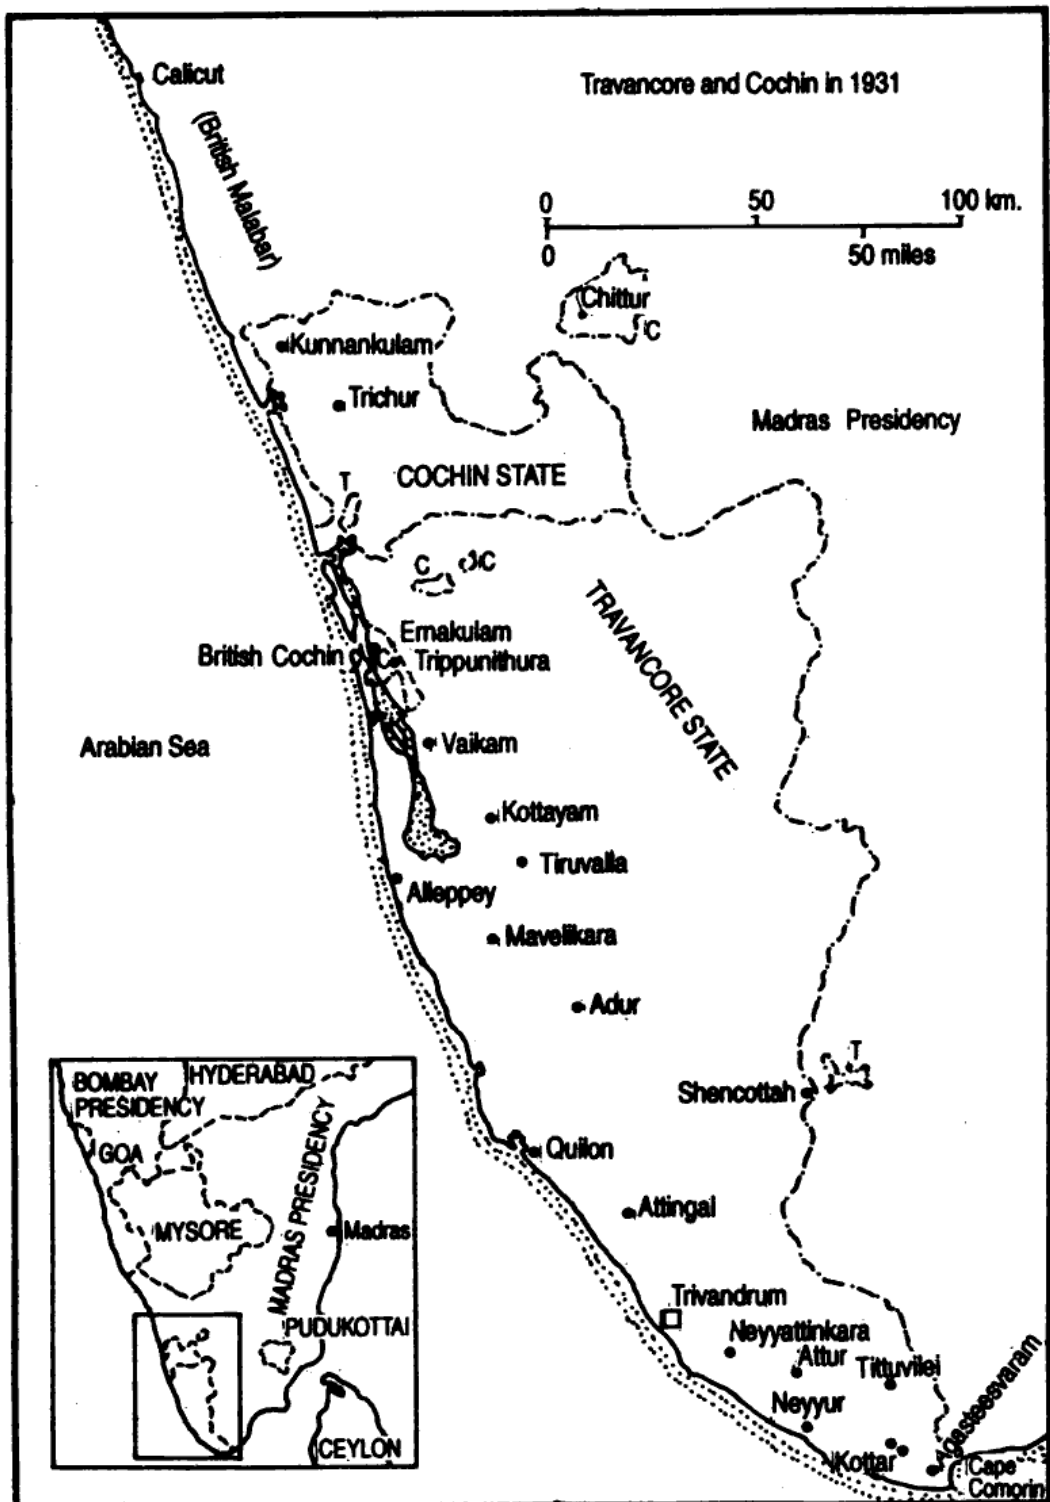 Calicut
Travancore and Cochin in 1931
(British Malabar)
0 50 100 km.
0 50 miles
Chittur
C
Kunnankulam
Trichur
Madras Presidency
COCHIN STATE
T
C C
TRAVANCORE STATE
Ernakulam
British Cochin C Trippunithura
Arabian Sea
Vaikam
Kottayam
Tiruvalla
Alleppey
Mavelikara
Adur
T
Shencottah
Quilon
Attingal
Trivandrum
Neyyattinkara
Attur
Tittuvilei
Neyyur
Agasteesvaram
Kottar
Cape
Comorin
BOMBAY
PRESIDENCY
HYDERABAD
GOA
MYSORE
MADRAS PRESIDENCY
Madras
PUDUKOTTAI
CEYLON